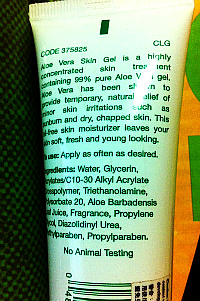 CODE 375825 CLG
Aloe Vera Skin Gel is a highly
concentrated skin treatment
containing 99% pure Aloe Vera gel.
Aloe Vera has been shown to
provide temporary, natural relief of
minor skin irritations such as
sunburn and dry, chapped skin. This
oil-free skin moisturizer leaves your
skin soft, fresh and young looking.
To use: Apply as often as desired.
Ingredients: Water, Glycerin,
Acrylates/C10-30 Alkyl Acrylate
Crosspolymer, Triethanolamine,
Polysorbate 20, Aloe Barbadensis
Leaf Juice, Fragrance, Propylene
Glycol, Diazolidinyl Urea,
Methylparaben, Propylparaben.
No Animal Testing